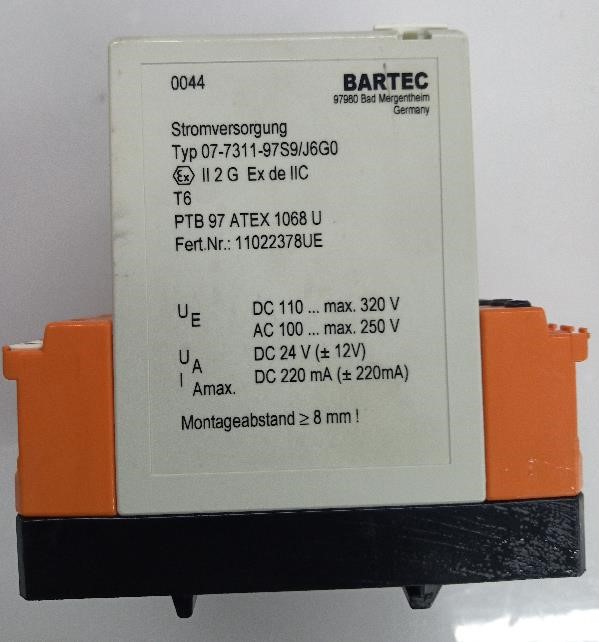 0044
BARTEC
97980 Bad Mergentheim
Germany
Stromversorgung
Typ 07-7311-97S9/J6G0
Ex II 2 G Ex de IIC
T6
PTB 97 ATEX 1068 U
Fert.Nr.: 11022378UE
UE DC 110 ... max. 320 V
AC 100 ... max. 250 V
UA DC 24 V (± 12V)
I Amax. DC 220 mA (± 220mA)
Montageabstand ≥ 8 mm !